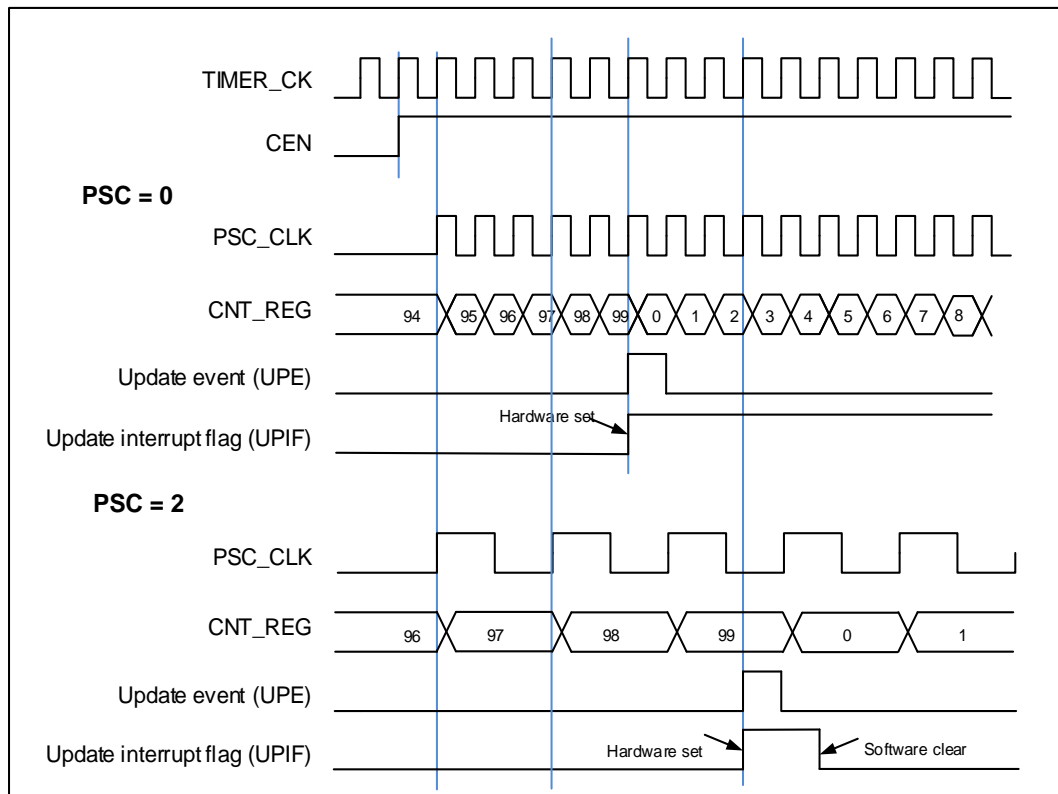 TIMER_CK
CEN
PSC = 0
PSC_CLK
CNT_REG 94 95 96 97 98 99 0 1 2 3 4 5 6 7 8
Update event (UPE)
Hardware set
Update interrupt flag (UPIF)
PSC = 2
PSC_CLK
CNT_REG 96 97 98 99 0 1
Update event (UPE)
Update interrupt flag (UPIF) Hardware set Software clear